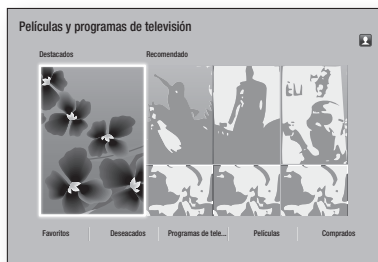 Películas y programas de televisión
Destacados Recomendado
Favoritos Deseacados Programas de tele... Películas Comprados